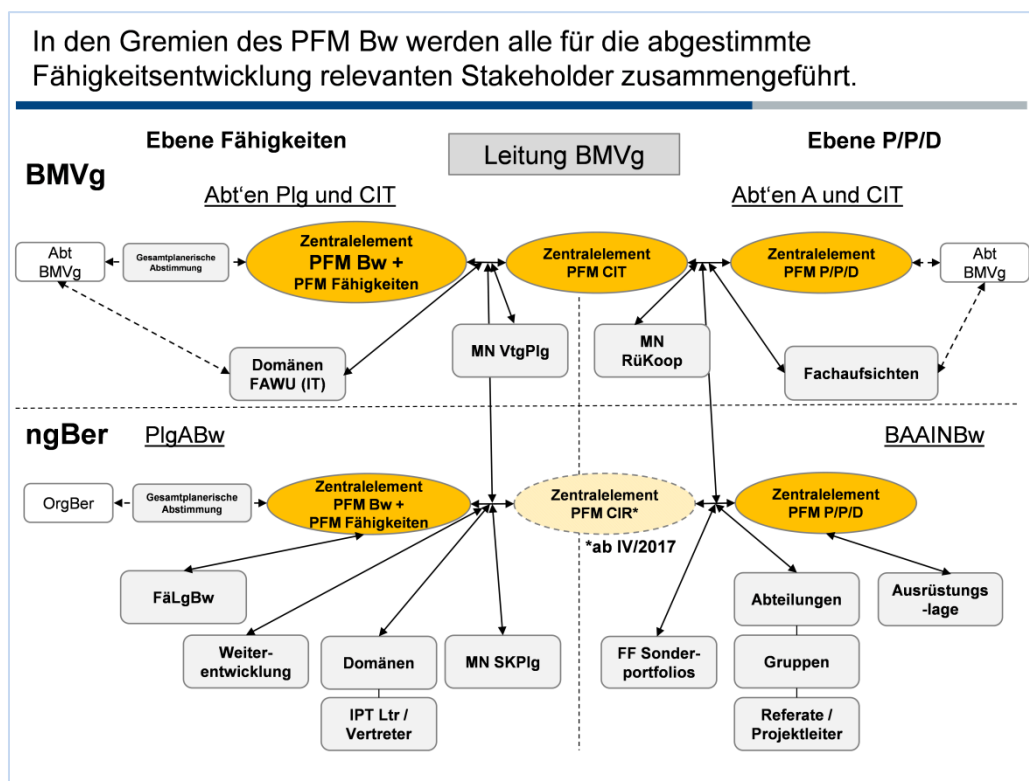 In den Gremien des PFM Bw werden alle für die abgestimmte
Fähigkeitsentwicklung relevanten Stakeholder zusammengeführt.
Ebene Fähigkeiten
Leitung BMVg
Ebene P/P/D
BMVg
Abt'en Plg und CIT
Abt'en A und CIT
Abt
BMVg
Gesamtplanerische
Abstimmung
Zentralelement
PFM Bw +
PFM Fähigkeiten
Zentralelement
PFM CIT
Zentralelement
PFM P/P/D
Abt
BMVg
Domänen
FAWU (IT)
MN VtgPlg
MN
RüKoop
Fachaufsichten
ngBer
PlgABw
BAAINBw
OrgBer
Gesamtplanerische
Abstimmung
Zentralelement
PFM Bw +
PFM Fähigkeiten
Zentralelement
PFM CIR*
*ab IV/2017
Zentralelement
PFM P/P/D
FäLgBw
Weiter-
entwicklung
Domänen
IPT Ltr /
Vertreter
MN SKPlg
FF Sonder-
portfolios
Abteilungen
Gruppen
Referate /
Projektleiter
Ausrüstungs
-lage